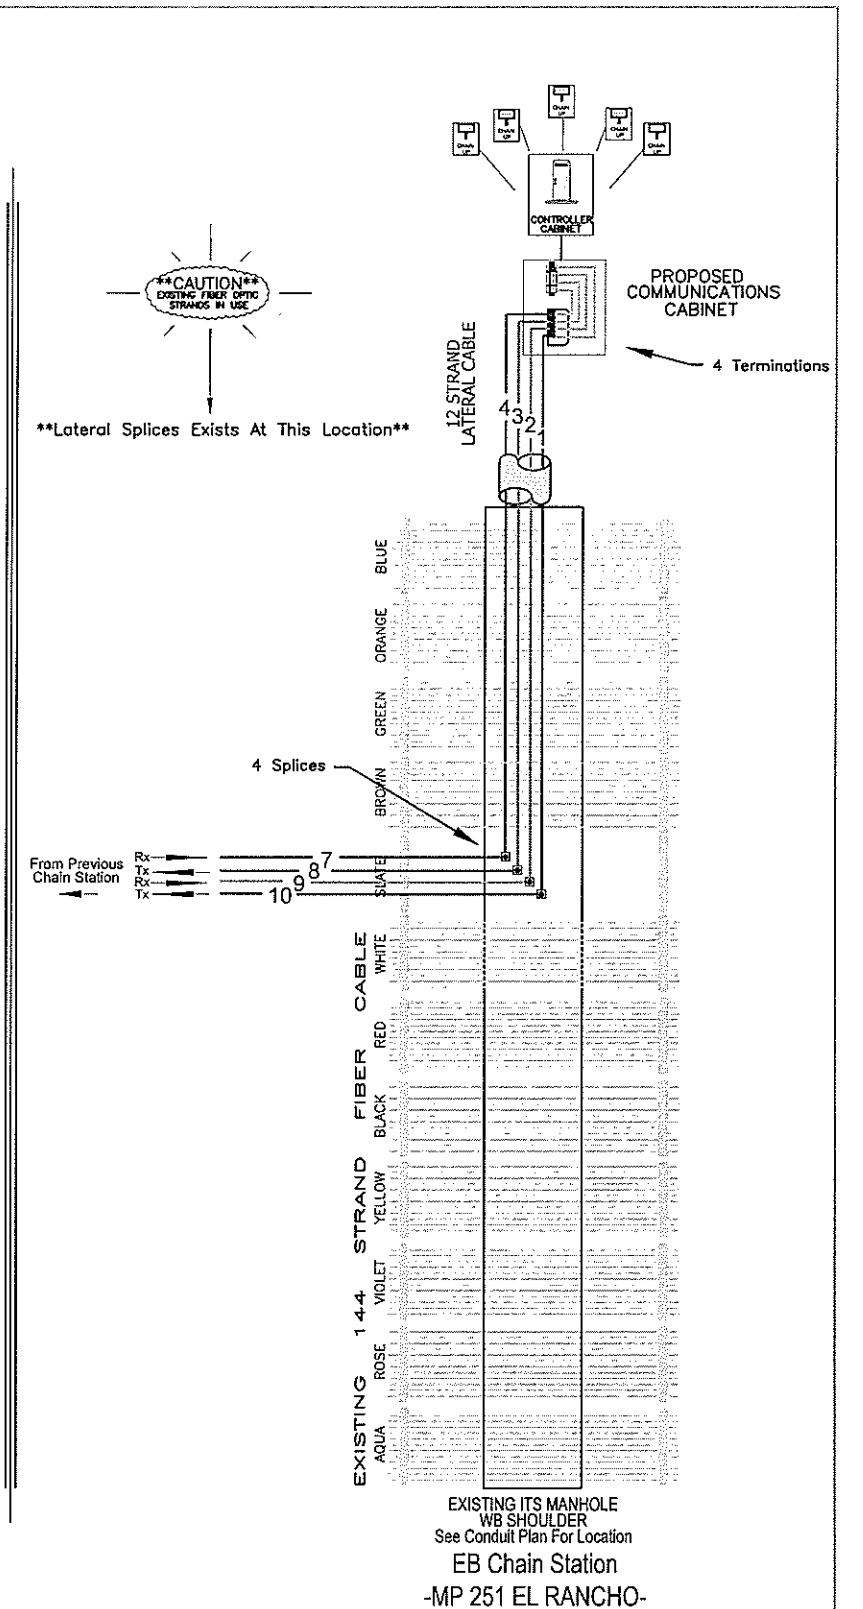 CHAIN
UP
CHAIN
UP
CHAIN
UP
CHAIN
UP
CHAIN
UP
CONTROLLER
CABINET
PROPOSED
COMMUNICATIONS
CABINET
4 Terminations
**CAUTION**
EXISTING FIBER OPTIC
STRANDS IN USE
**Lateral Splices Exists At This Location**
12 STRAND
LATERAL CABLE
4
3
2
1
BLUE
ORANGE
GREEN
BROWN
SLATE
WHITE
RED
BLACK
YELLOW
VIOLET
ROSE
AQUA
4 Splices
From Previous
Chain Station
Rx
Tx
Rx
Tx
7
8
9
10
EXISTING 144 STRAND FIBER CABLE
EXISTING ITS MANHOLE
WB SHOULDER
See Conduit Plan For Location
EB Chain Station
-MP 251 EL RANCHO-